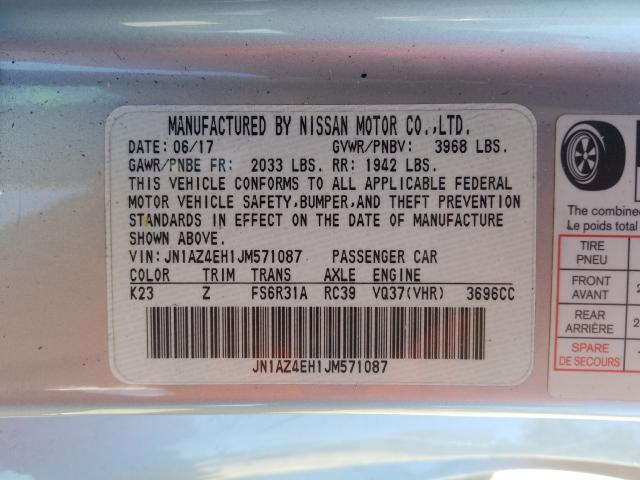 MANUFACTURED BY NISSAN MOTOR CO.,LTD.
DATE: 06/17 GVWR/PNBV: 3968 LBS.
GAWR/PNBE FR: 2033 LBS. RR: 1942 LBS.
THIS VEHICLE CONFORMS TO ALL APPLICABLE FEDERAL
MOTOR VEHICLE SAFETY,BUMPER,AND THEFT PREVENTION
STANDARDS IN EFFECT ON THE DATE OF MANUFACTURE
SHOWN ABOVE.
VIN: JN1AZ4EH1JM571087 PASSENGER CAR
COLOR TRIM TRANS AXLE ENGINE
K23 Z FS6R31A RC39 VQ37(VHR) 3696CC
JN1AZ4EH1JM571087
The combined
Le poids total
TIRE
PNEU
FRONT
AVANT
REAR
ARRIÈRE
SPARE
DE SECOURS